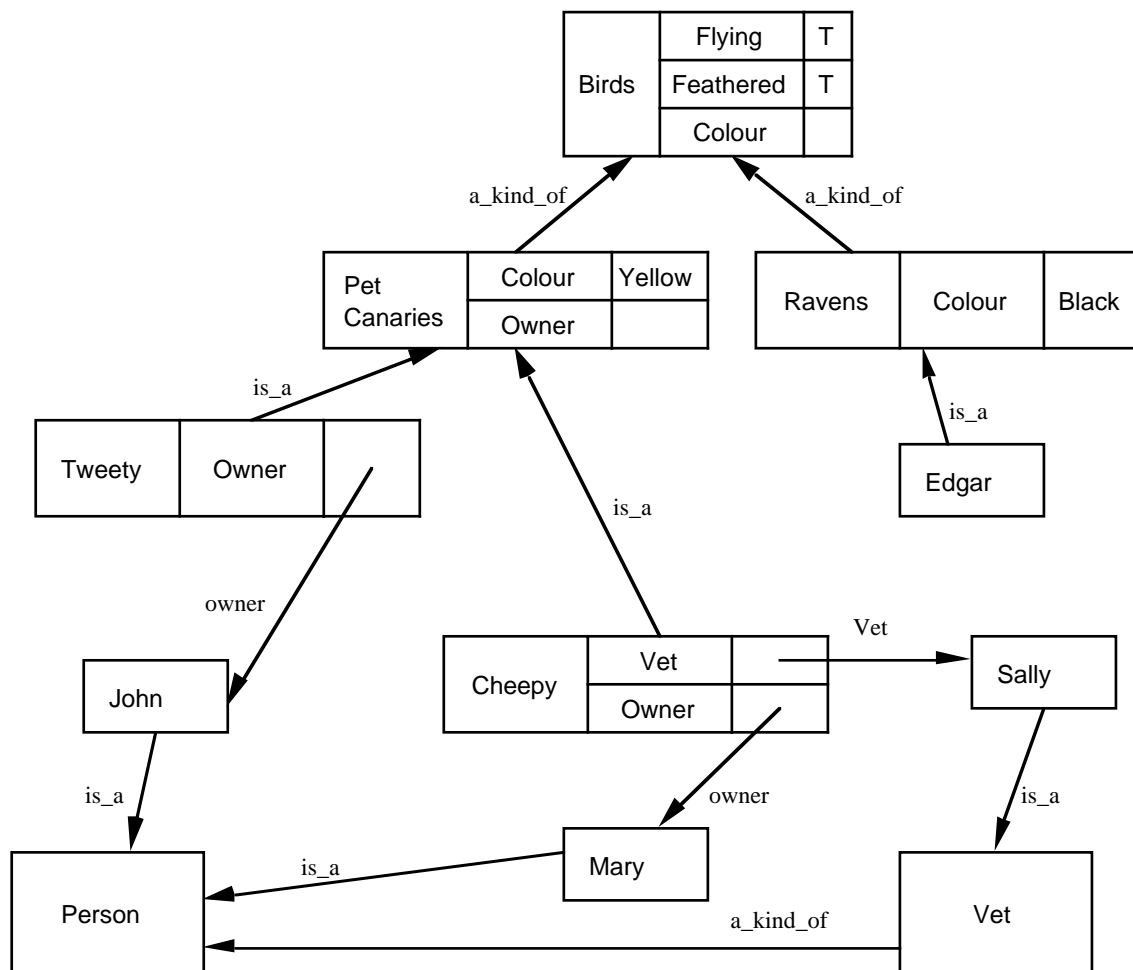 Flying T
Birds Feathered T
Colour
a_kind_of a_kind_of
Pet Canaries Colour Yellow
Owner
Ravens Colour Black
is_a
is_a
Tweety Owner
Edgar
is_a
owner
Vet
Cheepy Vet
Owner
Sally
John
is_a
owner
is_a
is_a
Mary
Person
a_kind_of
Vet